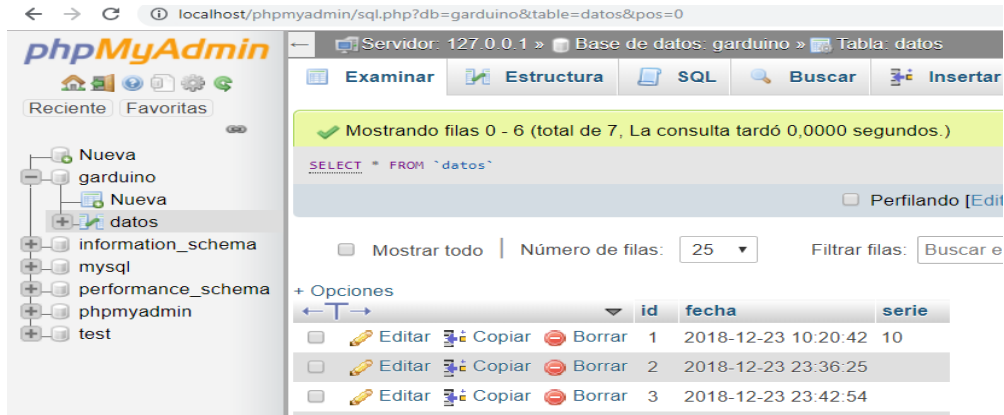 localhost/phpmyadmin/sql.php?db=garduino&table=datos&pos=0
phpMyAdmin
Reciente Favoritas
Nueva
garduino
Nueva
datos
information_schema
mysql
performance_schema
phpmyadmin
test
Servidor: 127.0.0.1 » Base de datos: garduino » Tabla: datos
Examinar Estructura SQL Buscar Insertar
Mostrando filas 0 - 6 (total de 7, La consulta tardó 0,0000 segundos.)
SELECT * FROM `datos`
Perfilando [Edit
Mostrar todo | Número de filas: 25 Filtrar filas: Buscar e
+ Opciones
id fecha serie
Editar Copiar Borrar 1 2018-12-23 10:20:42 10
Editar Copiar Borrar 2 2018-12-23 23:36:25
Editar Copiar Borrar 3 2018-12-23 23:42:54